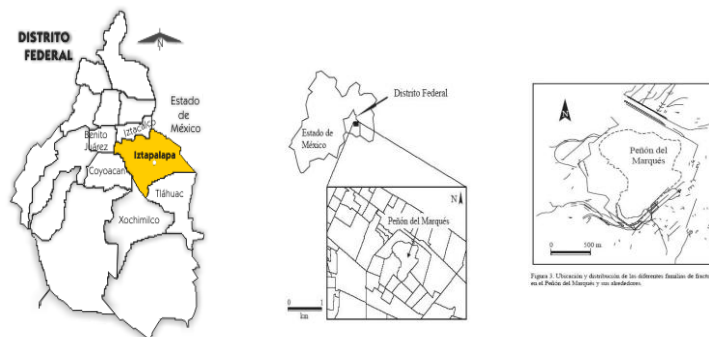 DISTRITO
FEDERAL
N
Estado
de
México
Iztacalco
Benito
Juárez
Iztapalapa
Coyoacan
Tláhuac
Xochimilco
Distrito Federal
Estado de
México
N
Peñón del Marqués
0 1
km
N
Peñón del
Marqués
0 500 m
Figura 3. Ubicación y distribución de las diferentes familias de fract
en el Peñón del Marqués y sus alrededores.